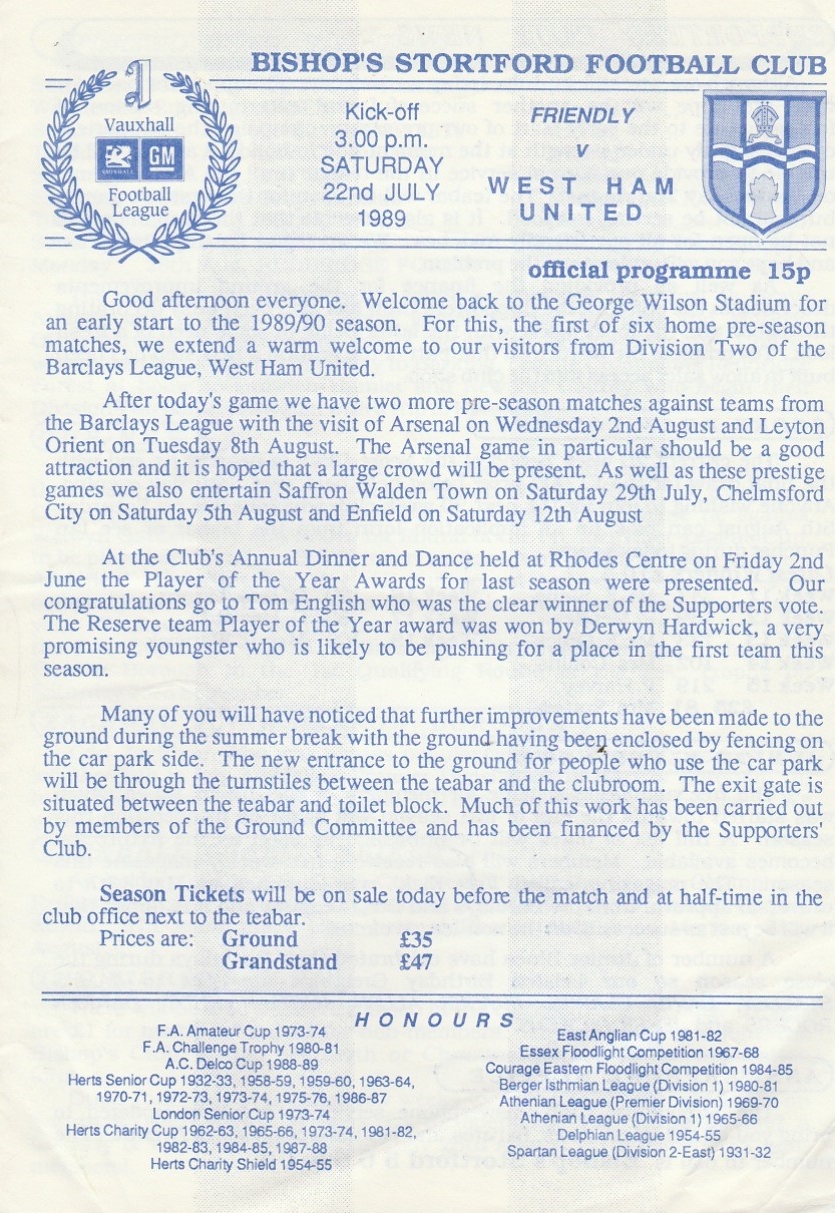 BISHOP'S STORTFORD FOOTBALL CLUB
1
Vauxhall
VAUXHALL
GM
Football
League
Kick-off
3.00 p.m.
SATURDAY
22nd JULY
1989
FRIENDLY
v
WEST HAM
UNITED
official programme 15p
Good afternoon everyone. Welcome back to the George Wilson Stadium for
an early start to the 1989/90 season. For this, the first of six home pre-season
matches, we extend a warm welcome to our visitors from Division Two of the
Barclays League, West Ham United.
After today's game we have two more pre-season matches against teams from
the Barclays League with the visit of Arsenal on Wednesday 2nd August and Leyton
Orient on Tuesday 8th August. The Arsenal game in particular should be a good
attraction and it is hoped that a large crowd will be present. As well as these prestige
games we also entertain Saffron Walden Town on Saturday 29th July, Chelmsford
City on Saturday 5th August and Enfield on Saturday 12th August
At the Club's Annual Dinner and Dance held at Rhodes Centre on Friday 2nd
June the Player of the Year Awards for last season were presented. Our
congratulations go to Tom English who was the clear winner of the Supporters vote.
The Reserve team Player of the Year award was won by Derwyn Hardwick, a very
promising youngster who is likely to be pushing for a place in the first team this
season.
Many of you will have noticed that further improvements have been made to the
ground during the summer break with the ground having been enclosed by fencing on
the car park side. The new entrance to the ground for people who use the car park
will be through the turnstiles between the teabar and the clubroom. The exit gate is
situated between the teabar and toilet block. Much of this work has been carried out
by members of the Ground Committee and has been financed by the Supporters'
Club.
Season Tickets will be on sale today before the match and at half-time in the
club office next to the teabar.
Prices are: Ground £35
Grandstand £47
HONOURS
F.A. Amateur Cup 1973-74
F.A. Challenge Trophy 1980-81
A.C. Delco Cup 1988-89
Herts Senior Cup 1932-33, 1958-59, 1959-60, 1963-64,
1970-71, 1972-73, 1973-74, 1975-76, 1986-87
London Senior Cup 1973-74
Herts Charity Cup 1962-63, 1965-66, 1973-74, 1981-82,
1982-83, 1984-85, 1987-88
Herts Charity Shield 1954-55
East Anglian Cup 1981-82
Essex Floodlight Competition 1967-68
Courage Eastern Floodlight Competition 1984-85
Berger Isthmian League (Division 1) 1980-81
Athenian League (Premier Division) 1969-70
Athenian League (Division 1) 1965-66
Delphian League 1954-55
Spartan League (Division 2-East) 1931-32